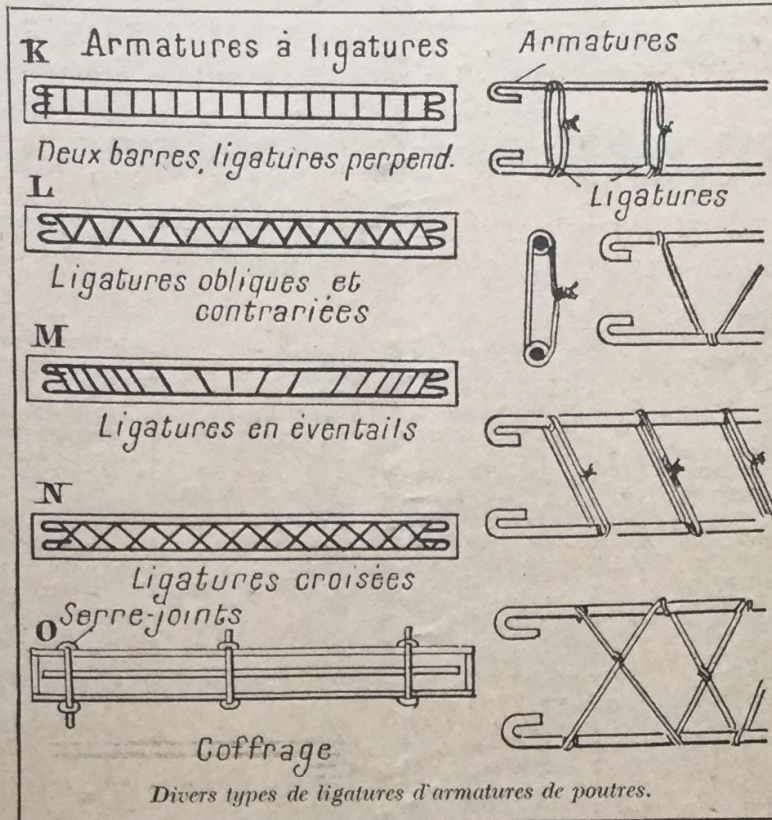 K Armatures à ligatures
Armatures
Deux barres, ligatures perpend.
Ligatures
L
Ligatures obliques et
contrariées
M
Ligatures en éventails
N
Ligatures croisées
O Serre-joints
Coffrage
Divers types de ligatures d'armatures de poutres.